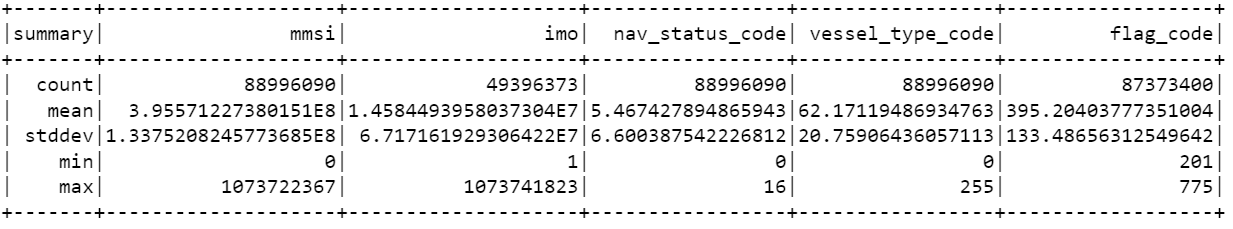 +-------+------------------+------------------+-----------------+-----------------+------------------+
|summary|              mmsi|               imo|  nav_status_code| vessel_type_code|         flag_code|
+-------+------------------+------------------+-----------------+-----------------+------------------+
|  count|          88996090|          49396373|         88996090|         88996090|          87373400|
|   mean|  3.95571227380151E8|1.4584493958037304E7|5.467427894865943|62.17119486934763|395.20403777351004|
| stddev|1.3375208245773685E8| 6.717161929306422E7|6.600387542226812|20.75906436057113|133.48656312549642|
|    min|                 0|                 1|                0|                0|               201|
|    max|        1073722367|        1073741823|               16|              255|               775|
+-------+------------------+------------------+-----------------+-----------------+------------------+